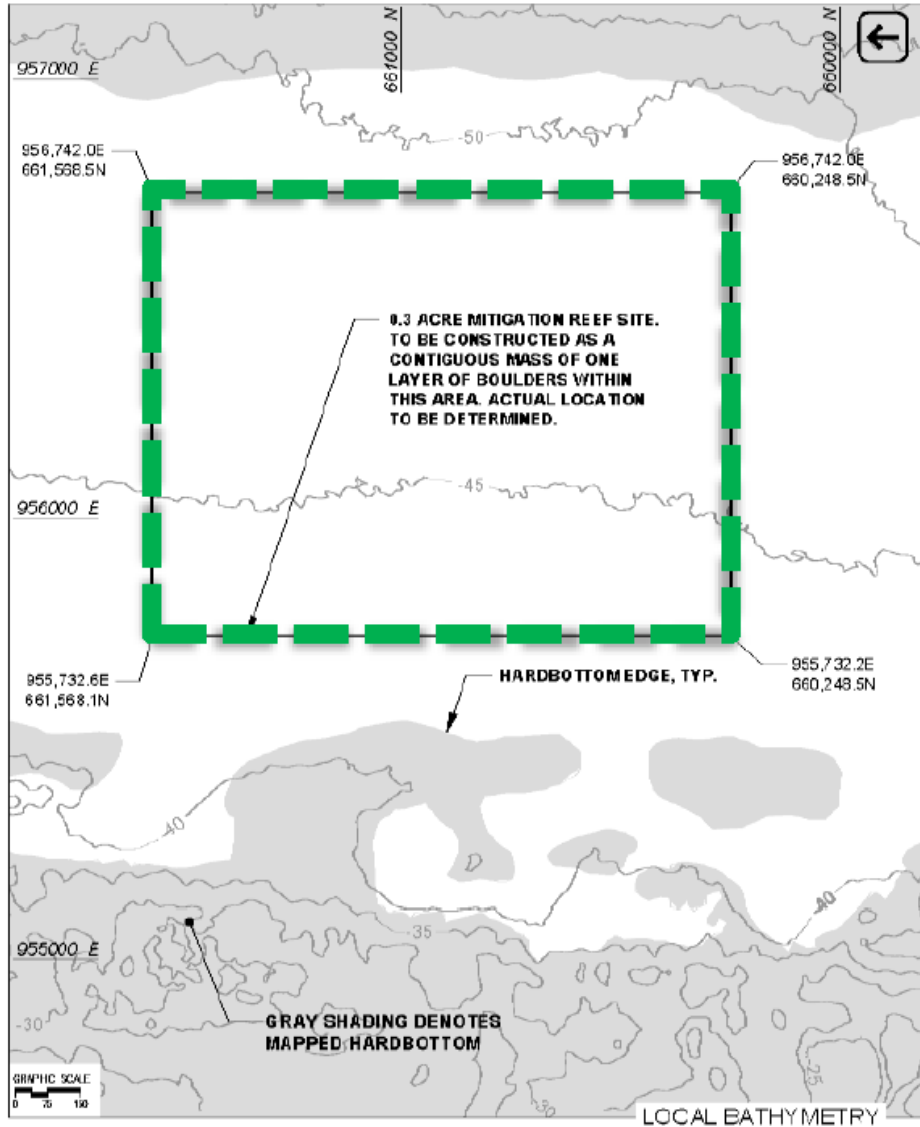 661000 N
660000 N
957000 E
-50
956,742.0E
661,568.5N
956,742.0E
660,248.5N
0.3 ACRE MITIGATION REEF SITE.
TO BE CONSTRUCTED AS A
CONTIGUOUS MASS OF ONE
LAYER OF BOULDERS WITHIN
THIS AREA. ACTUAL LOCATION
TO BE DETERMINED.
-45
956000 E
955,732.6E
661,568.1N
955,732.2E
660,248.5N
HARDBOTTOM EDGE, TYP.
-40
-40
-35
955000 E
-30
GRAY SHADING DENOTES
MAPPED HARDBOTTOM
-25
-30
GRAPHIC SCALE
0 75 150
LOCAL BATHYMETRY